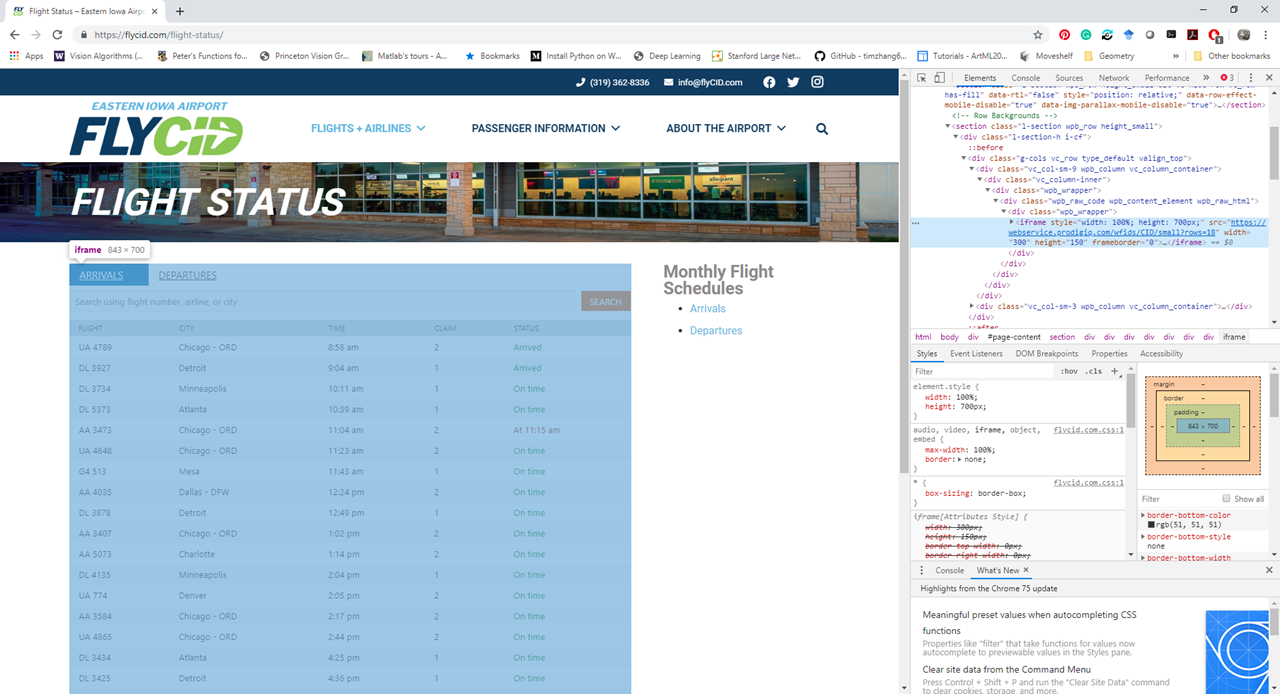 FLY CID Flight Status – Eastern Iowa Airp
https://flycid.com/flight-status/
Apps Vision Algorithms (... Peter's Functions fo... Princeton Vision Gr... Matlab's tours - A... Bookmarks Install Python on W... Deep Learning Stanford Large Net... GitHub - timzhang6... Tutorials - ArtML20... Moveshelf Geometry » Other bookmarks
(319) 362-8336 info@flyCID.com
EASTERN IOWA AIRPORT
FLYCID
FLIGHTS + AIRLINES PASSENGER INFORMATION ABOUT THE AIRPORT
allegiant
FLIGHT STATUS
iframe 843 × 700
ARRIVALS DEPARTURES
Search using flight number, airline, or city SEARCH
FLIGHT CITY TIME CLAIM STATUS
UA 4789 Chicago - ORD 8:58 am 2 Arrived
DL 3927 Detroit 9:04 am 1 Arrived
DL 3734 Minneapolis 10:11 am 1 On time
DL 5373 Atlanta 10:39 am 1 On time
AA 3473 Chicago - ORD 11:04 am 2 At 11:15 am
UA 4648 Chicago - ORD 11:23 am 2 On time
G4 513 Mesa 11:43 am 1 On time
AA 4035 Dallas - DFW 12:24 pm 2 On time
DL 3878 Detroit 12:49 pm 1 On time
AA 3407 Chicago - ORD 1:02 pm 2 On time
AA 5073 Charlotte 1:14 pm 2 On time
DL 4135 Minneapolis 2:04 pm 1 On time
UA 774 Denver 2:05 pm 2 On time
AA 3584 Chicago - ORD 2:17 pm 2 On time
UA 4865 Chicago - ORD 2:44 pm 2 On time
DL 3434 Atlanta 4:25 pm 1 On time
DL 3425 Detroit 4:36 pm 1 On time
Monthly Flight
Schedules
Arrivals
Departures
Elements Console Sources Network Performance » 3
has-fill" data-rtl="false" style="position: relative;" data-row-effect-
mobile-disable="true" data-img-parallax-mobile-disable="true">…</section>
<!-- Row Backgrounds -->
<section class="l-section wpb_row height_small">
<div class="l-section-h i-cf">
::before
<div class="g-cols vc_row type_default valign_top">
<div class="vc_col-sm-9 wpb_column vc_column_container">
<div class="vc_column-inner">
<div class="wpb_wrapper">
<div class="wpb_raw_code wpb_content_element wpb_raw_html">
<div class="wpb_wrapper">
<iframe style="width: 100%; height: 700px;" src="https://
webservice.prodigiq.com/wfids/CID/small?rows=18" width=
"300" height="150" frameborder="0">…</iframe> == $0
</div>
</div>
</div>
</div>
</div>
<div class="vc_col-sm-3 wpb_column vc_column_container">…</div>
</div>
::after
html body div #page-content section div div div div div div div iframe
Styles Event Listeners DOM Breakpoints Properties Accessibility
Filter :hov .cls +
element.style {
width: 100%;
height: 700px;
}
audio, video, iframe, object, flycid.com.css:1
embed {
max-width: 100%;
border: none;
}
* { flycid.com.css:1
box-sizing: border-box;
}
iframe[Attributes Style] {
width: 300px;
height: 150px;
border-top-width: 0px;
border-right-width: 0px;
margin –
border –
padding –
843 × 700
Filter Show all
border-bottom-color
rgb(51, 51, 51)
border-bottom-style
none
border-bottom-width
Console What's New ×
Highlights from the Chrome 75 update
Meaningful preset values when autocompleting CSS
functions
Properties like "filter" that take functions for values now
autocomplete to previewable values in the Styles pane.
Clear site data from the Command Menu
Press Control + Shift + P and run the "Clear Site Data" command
to clear cookies, storage, and more.